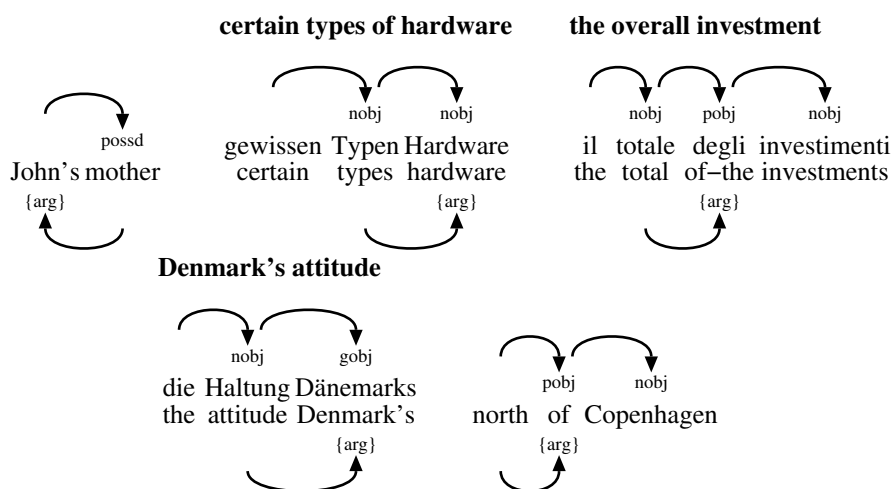 certain types of hardware the overall investment
possd nobj nobj nobj pobj nobj
John's mother gewissen Typen Hardware il totale degli investimenti
certain types hardware the total of−the investments
{arg} {arg} {arg}
Denmark's attitude
nobj gobj pobj nobj
die Haltung Dänemarks
the attitude Denmark's north of Copenhagen
{arg} {arg}